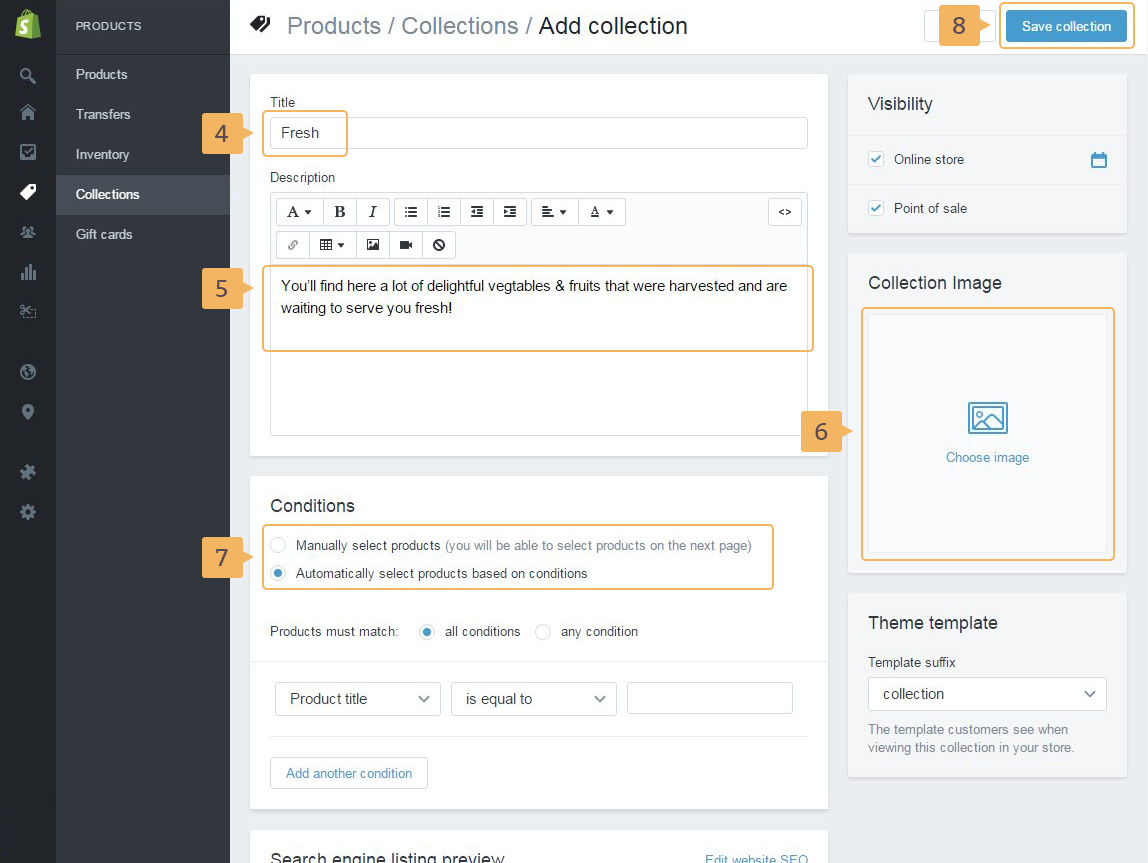 PRODUCTS
Products
Transfers
Inventory
Collections
Gift cards
Products / Collections / Add collection
8
Save collection
Title
4
Fresh
Description
A B I A <>
5
You'll find here a lot of delightful vegtables & fruits that were harvested and are
waiting to serve you fresh!
Conditions
7
Manually select products (you will be able to select products on the next page)
Automatically select products based on conditions
Products must match: all conditions any condition
Product title is equal to
Add another condition
Search engine listing preview Edit website SEO
Visibility
Online store
Point of sale
Collection Image
6
Choose image
Theme template
Template suffix
collection
The template customers see when
viewing this collection in your store.